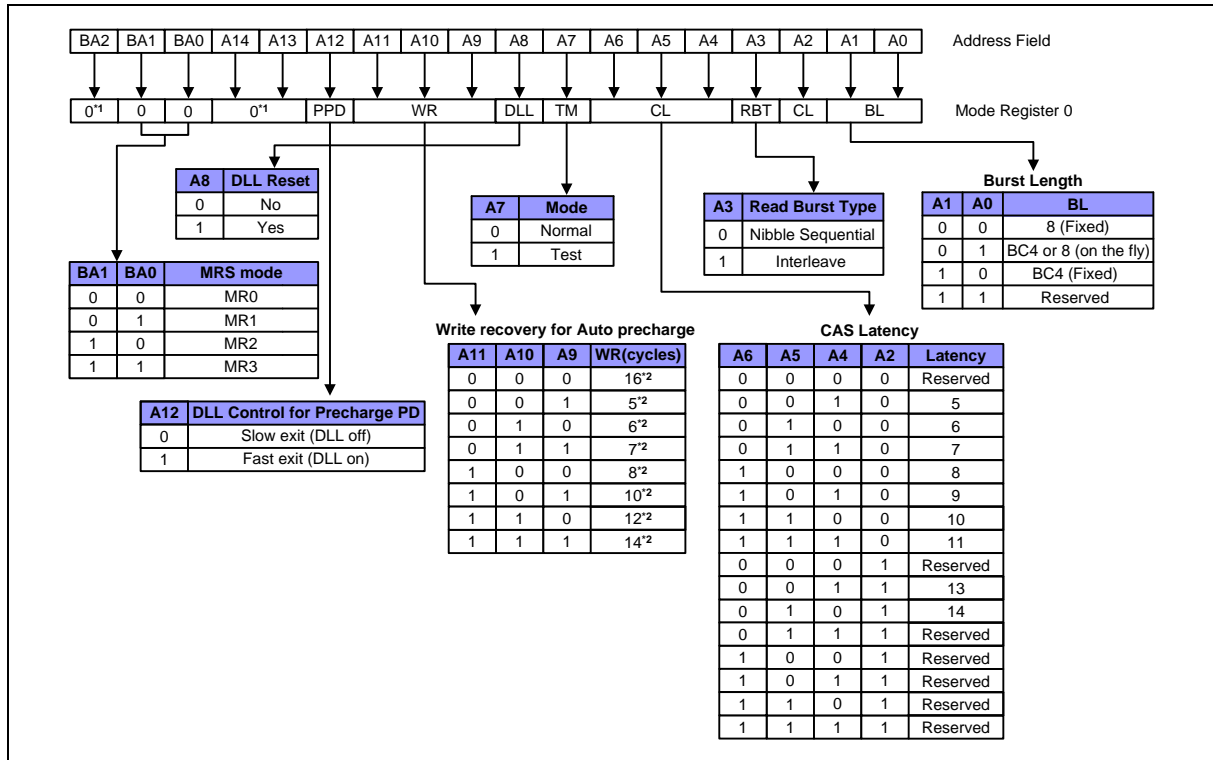 BA2 BA1 BA0 A14 A13 A12 A11 A10 A9 A8 A7 A6 A5 A4 A3 A2 A1 A0 Address Field
0*1 0 0 0*1 PPD WR DLL TM CL RBT CL BL Mode Register 0
A8 DLL Reset
0 No
1 Yes
A7 Mode
0 Normal
1 Test
A3 Read Burst Type
0 Nibble Sequential
1 Interleave
Burst Length
A1 A0 BL
0 0 8 (Fixed)
0 1 BC4 or 8 (on the fly)
1 0 BC4 (Fixed)
1 1 Reserved
BA1 BA0 MRS mode
0 0 MR0
0 1 MR1
1 0 MR2
1 1 MR3
A12 DLL Control for Precharge PD
0 Slow exit (DLL off)
1 Fast exit (DLL on)
Write recovery for Auto precharge
A11 A10 A9 WR(cycles)
0 0 0 16*2
0 0 1 5*2
0 1 0 6*2
0 1 1 7*2
1 0 0 8*2
1 0 1 10*2
1 1 0 12*2
1 1 1 14*2
CAS Latency
A6 A5 A4 A2 Latency
0 0 0 0 Reserved
0 0 1 0 5
0 1 0 0 6
0 1 1 0 7
1 0 0 0 8
1 0 1 0 9
1 1 0 0 10
1 1 1 0 11
0 0 0 1 Reserved
0 0 1 1 13
0 1 0 1 14
0 1 1 1 Reserved
1 0 0 1 Reserved
1 0 1 1 Reserved
1 1 0 1 Reserved
1 1 1 1 Reserved